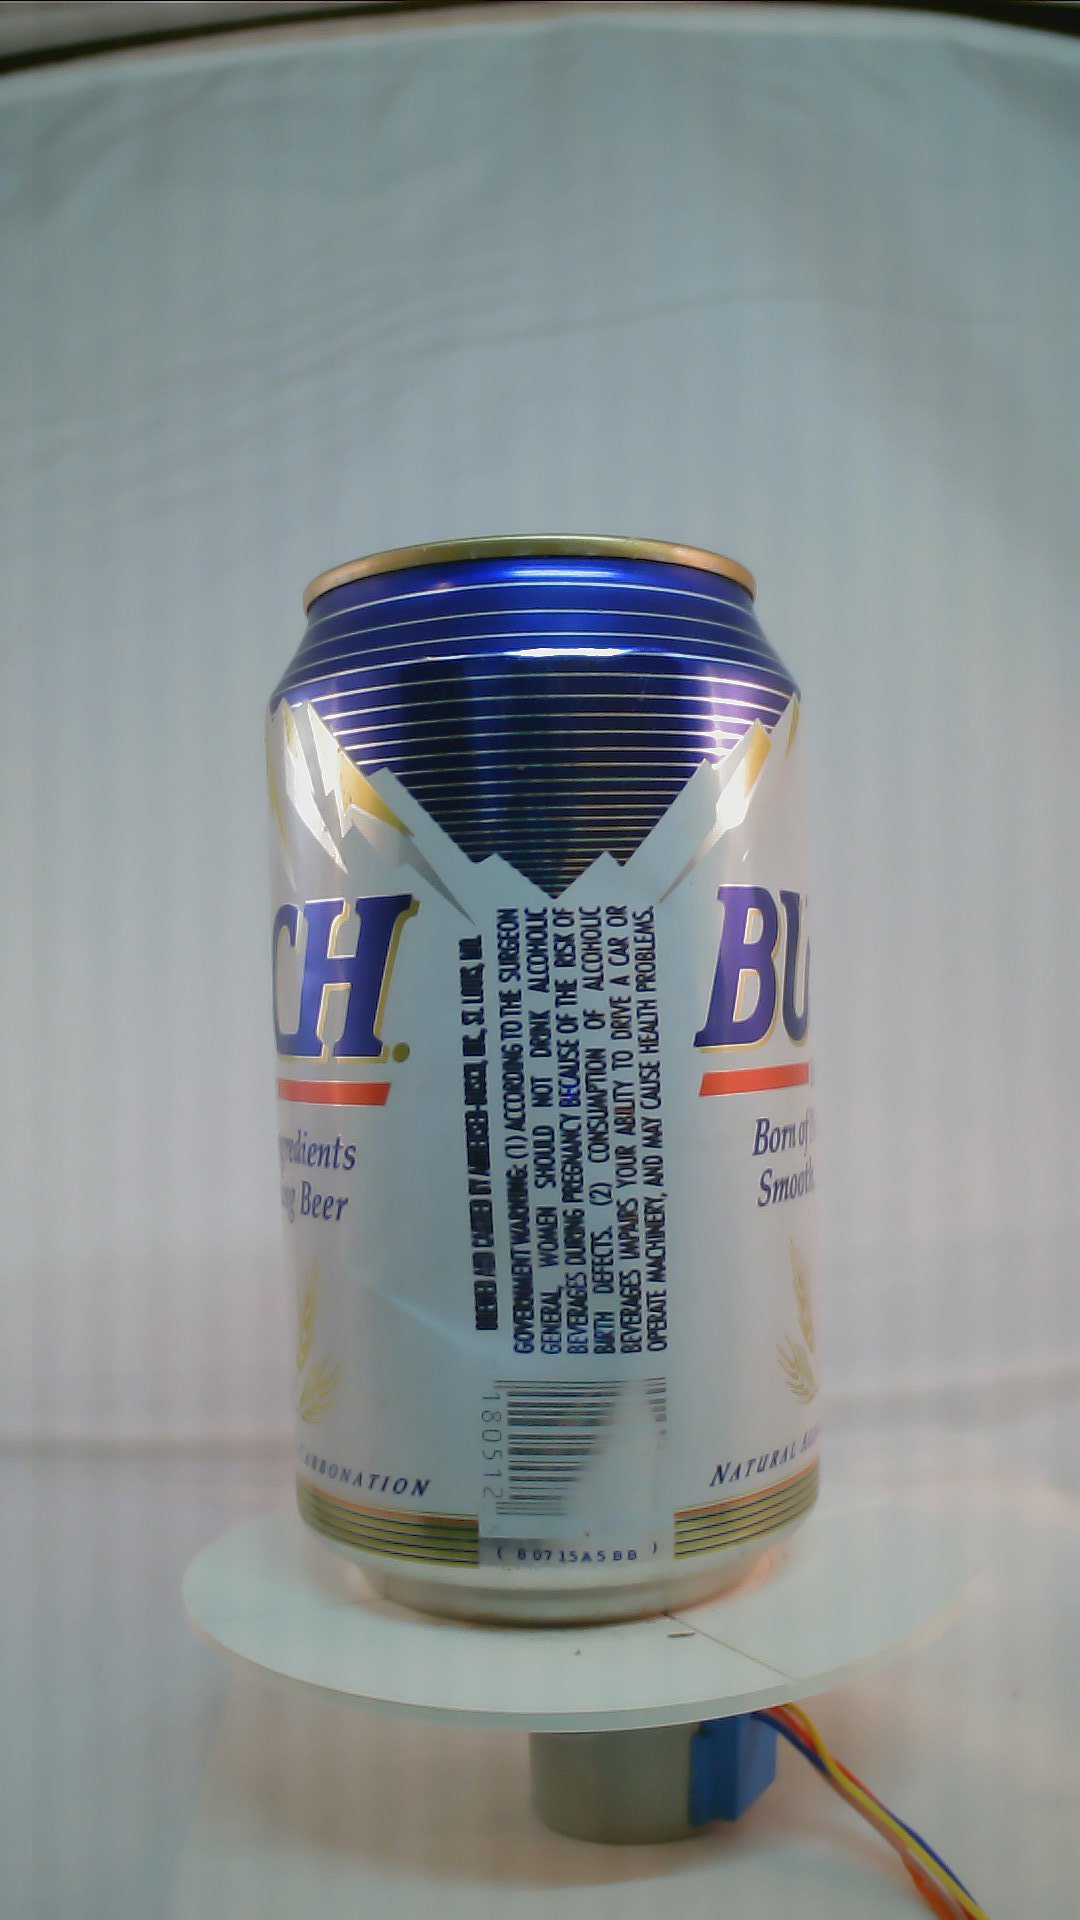 CH.
BU
gredients
ng Beer
Born of
Smooth
BREWED AND CANNED BY ANHEUSER-BUSCH, INC., ST. LOUIS, MO.
GOVERNMENT WARNING: (1) ACCORDING TO THE SURGEON
GENERAL, WOMEN SHOULD NOT DRINK ALCOHOLIC
BEVERAGES DURING PREGNANCY BECAUSE OF THE RISK OF
BIRTH DEFECTS. (2) CONSUMPTION OF ALCOHOLIC
BEVERAGES IMPAIRS YOUR ABILITY TO DRIVE A CAR OR
OPERATE MACHINERY, AND MAY CAUSE HEALTH PROBLEMS.
180512
CARBONATION
NATURAL
( 80715A5BB )